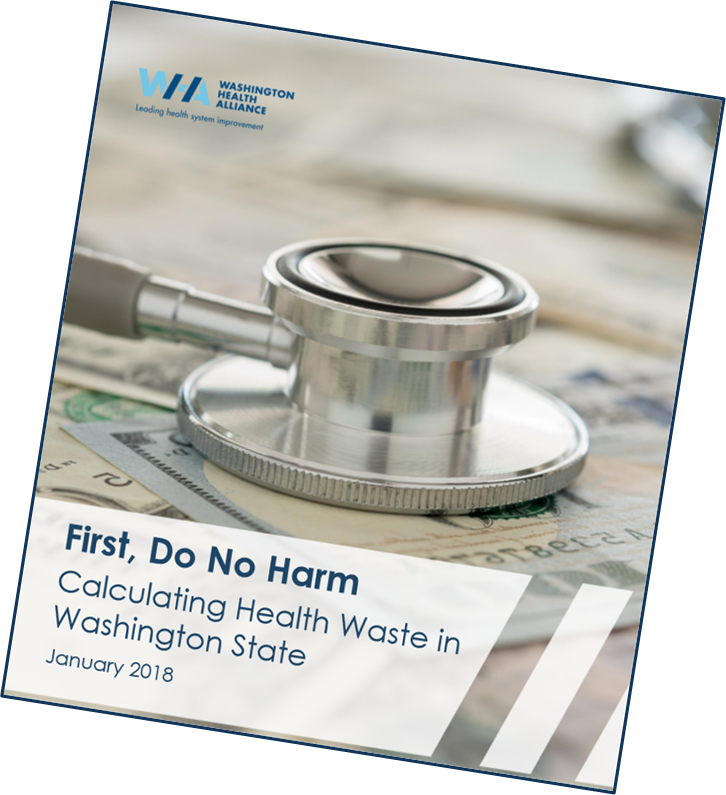 WHA
WASHINGTON
HEALTH
ALLIANCE
Leading health system improvement
First, Do No Harm
Calculating Health Waste in
Washington State
January 2018